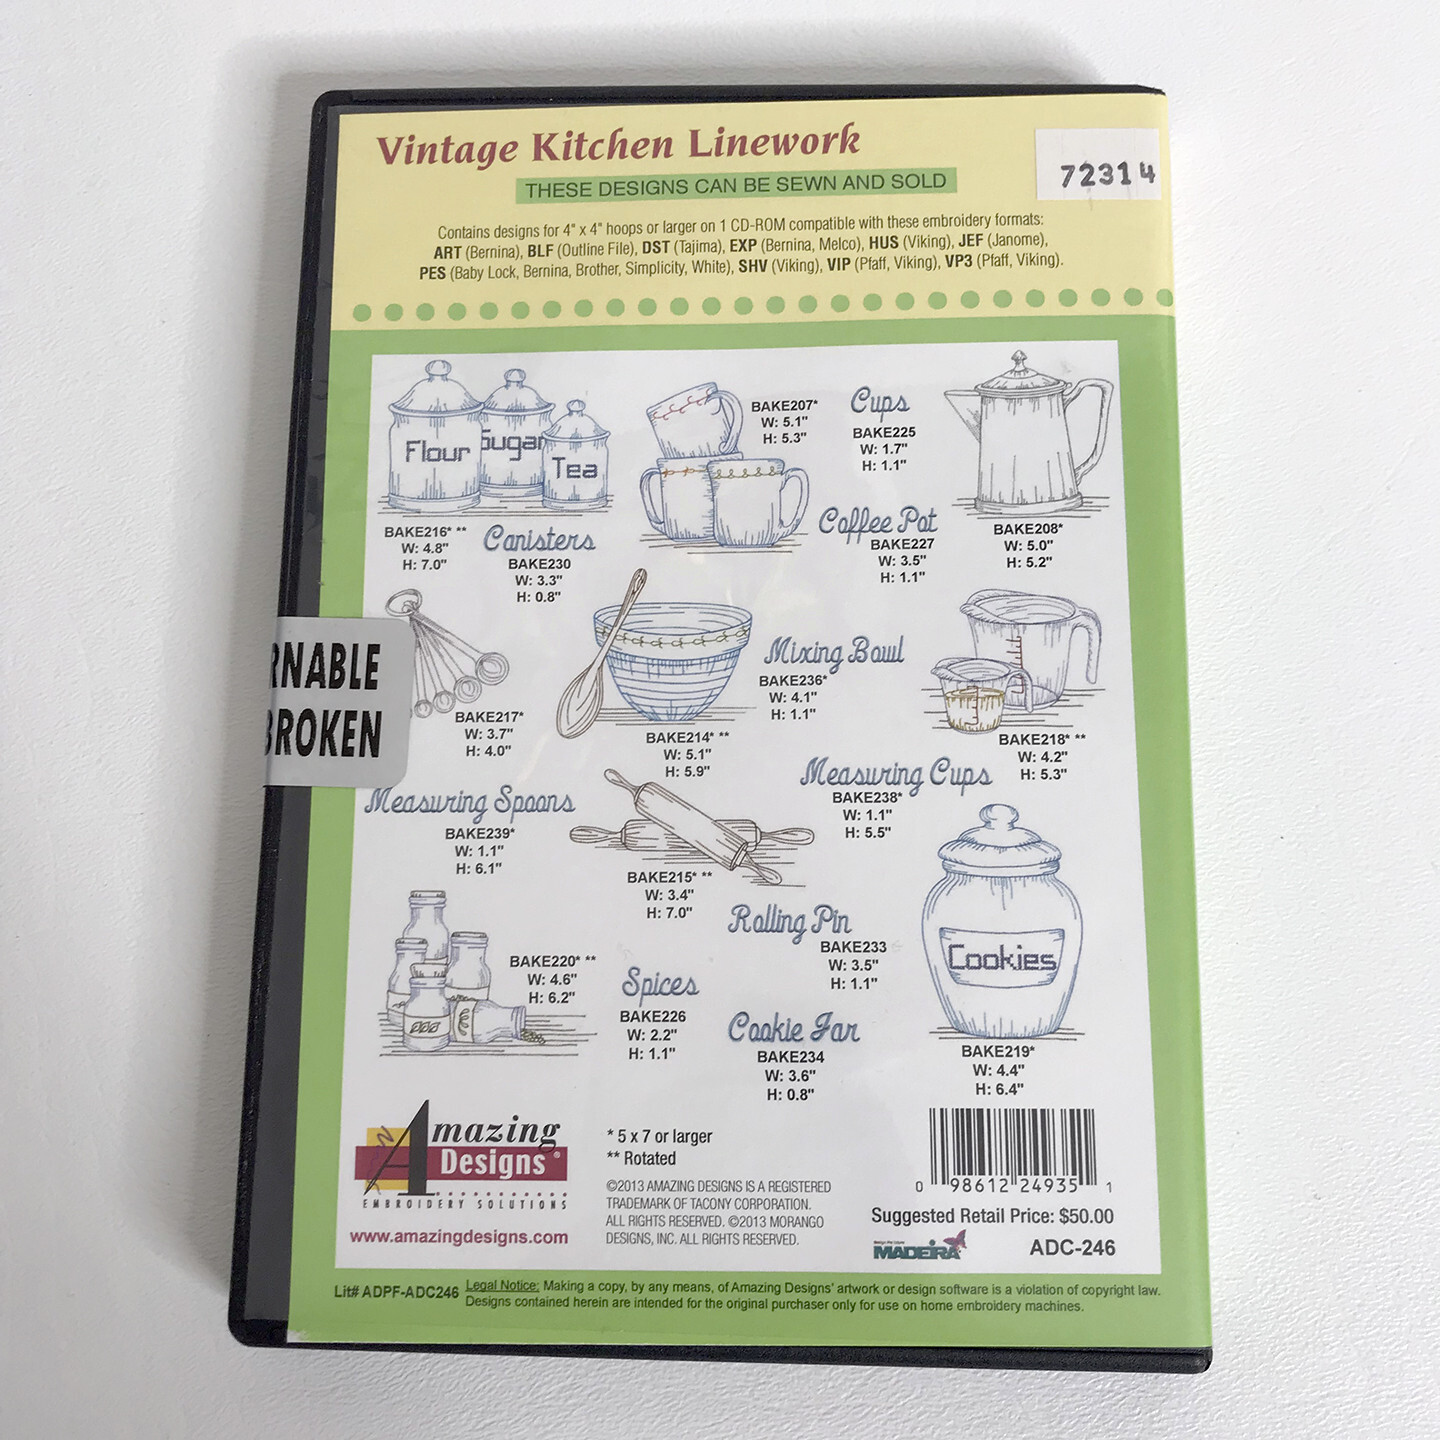 Vintage Kitchen Linework
72314
THESE DESIGNS CAN BE SEWN AND SOLD
Contains designs for 4" x 4" hoops or larger on 1 CD-ROM compatible with these embroidery formats:
ART (Bernina), BLF (Outline File), DST (Tajima), EXP (Bernina, Melco), HUS (Viking), JEF (Janome),
PES (Baby Lock, Bernina, Brother, Simplicity, White), SHV (Viking), VIP (Pfaff, Viking), VP3 (Pfaff, Viking).
Flour
Sugar
Tea
BAKE216* **
W: 4.8"
H: 7.0"
Canisters
BAKE230
W: 3.3"
H: 0.8"
BAKE207*
W: 5.1"
H: 5.3"
Cups
BAKE225
W: 1.7"
H: 1.1"
Coffee Pot
BAKE227
W: 3.5"
H: 1.1"
BAKE208*
W: 5.0"
H: 5.2"
RNABLE
BROKEN
BAKE217*
W: 3.7"
H: 4.0"
BAKE214* **
W: 5.1"
H: 5.9"
Mixing Bowl
BAKE236*
W: 4.1"
H: 1.1"
BAKE218* **
W: 4.2"
H: 5.3"
Measuring Cups
BAKE238*
W: 1.1"
H: 5.5"
Measuring Spoons
BAKE239*
W: 1.1"
H: 6.1"
BAKE215* **
W: 3.4"
H: 7.0"
Rolling Pin
BAKE233
W: 3.5"
H: 1.1"
BAKE220* **
W: 4.6"
H: 6.2"
Spices
BAKE226
W: 2.2"
H: 1.1"
Cookie Jar
BAKE234
W: 3.6"
H: 0.8"
Cookies
BAKE219*
W: 4.4"
H: 6.4"
Amazing
Designs®
EMBROIDERY SOLUTIONS
www.amazingdesigns.com
* 5 x 7 or larger
** Rotated
©2013 AMAZING DESIGNS IS A REGISTERED
TRADEMARK OF TACONY CORPORATION.
ALL RIGHTS RESERVED. ©2013 MORANGO
DESIGNS, INC. ALL RIGHTS RESERVED.
0 98612 24935 1
Suggested Retail Price: $50.00
MADEIRA
ADC-246
Lit# ADPF-ADC246
Legal Notice: Making a copy, by any means, of Amazing Designs' artwork or design software is a violation of copyright law.
Designs contained herein are intended for the original purchaser only for use on home embroidery machines.